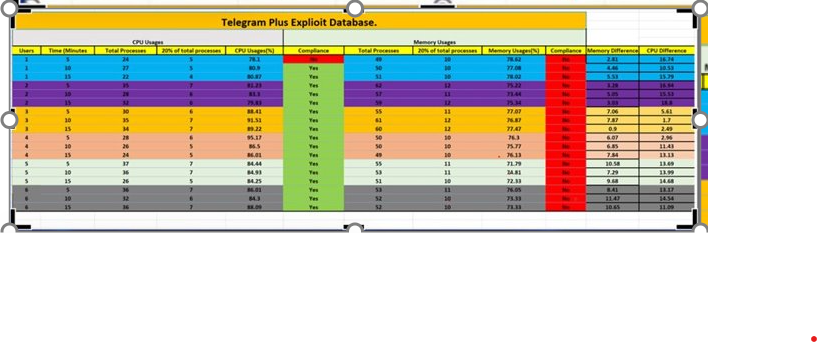 Telegram Plus Exploit Database.
CPU Usages Memory Usages
Users Time (Minutes Total Processes 20% of total processes CPU Usages(%) Compliance Total Processes 20% of total processes Memory Usages(%) Compliance Memory Difference CPU Difference
1 5 24 5 76.1 No 49 10 78.62 No 2.81 16.74
1 10 27 5 80.9 Yes 50 10 77.08 No 4.46 10.53
1 15 22 4 80.87 Yes 51 10 78.02 No 5.53 15.79
2 5 35 7 81.23 Yes 62 12 75.22 No 4.28 16.94
2 10 28 6 83.3 Yes 57 11 73.44 No 5.05 15.52
2 15 32 6 79.83 Yes 59 12 75.34 No 3.63 18.8
3 5 30 6 88.41 Yes 55 11 77.07 No 7.06 5.61
3 10 35 7 91.51 Yes 61 12 76.87 No 7.87 1.7
3 15 34 7 89.22 Yes 60 12 77.47 No 0.9 2.49
4 5 28 6 95.17 Yes 50 10 76.3 No 6.07 2.96
4 10 26 5 86.5 Yes 50 10 75.77 No 6.85 11.43
4 15 24 5 86.01 Yes 49 10 76.13 No 7.84 13.13
5 5 37 7 84.44 Yes 55 11 71.79 No 10.58 13.69
5 10 36 7 84.93 Yes 53 11 No 7.29 13.99
5 15 26 5 84.25 Yes 51 10 72.33 No 9.68 14.68
6 5 36 7 86.01 Yes 53 11 76.05 No 8.41 13.17
6 10 32 6 84.3 Yes 52 10 73.33 No 11.47 14.54
6 15 36 7 88.09 Yes 52 10 73.33 No 10.65 11.09